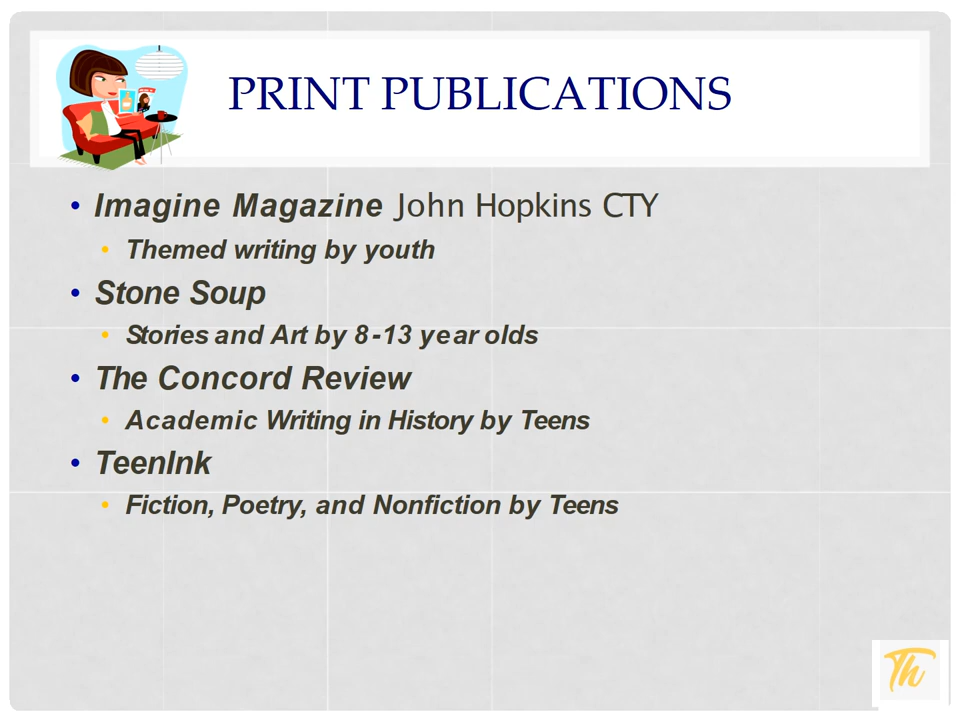 PRINT PUBLICATIONS
• Imagine Magazine John Hopkins CTY
• Themed writing by youth
• Stone Soup
• Stories and Art by 8-13 year olds
• The Concord Review
• Academic Writing in History by Teens
• TeenInk
• Fiction, Poetry, and Nonfiction by Teens
Th